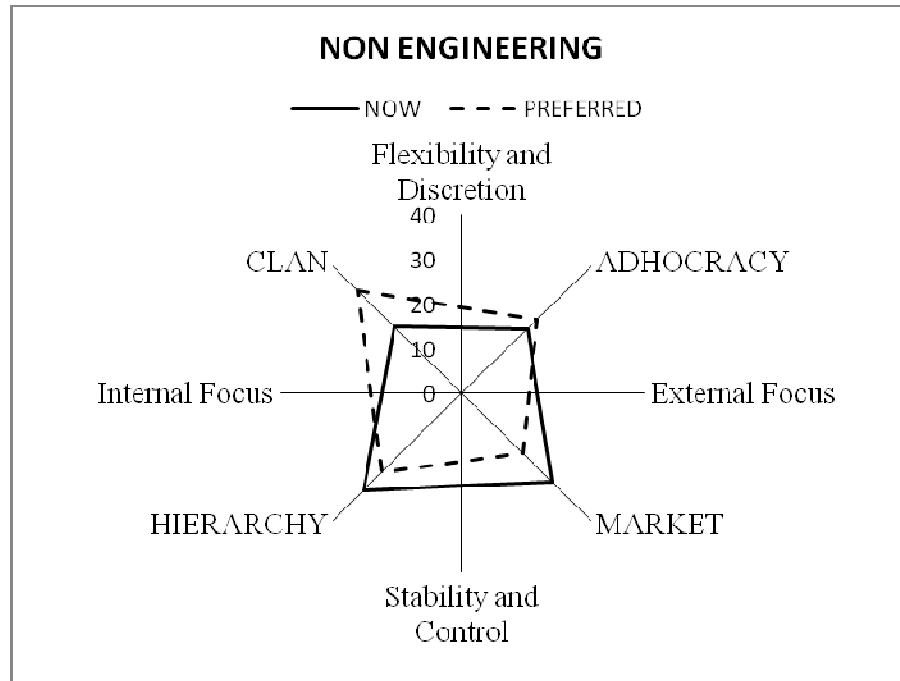 NON ENGINEERING
NOW PREFERRED
Flexibility and
Discretion
40
CLAN
30
ADHOCRACY
20
10
Internal Focus
0
External Focus
HIERARCHY
MARKET
Stability and
Control